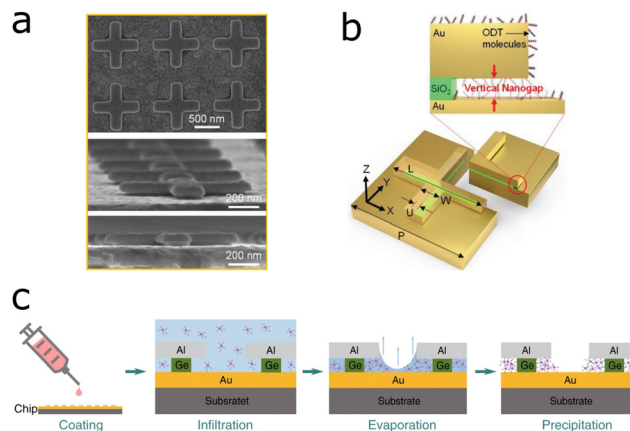 a
500 nm
200 nm
200 nm
b
Au
ODT
molecules
SiO₂
Vertical Nanogap
Au
Z
Y
X
L
W
U
P
c
Chip
Coating
Al
Al
Ge
Ge
Au
Subsratet
Infiltration
Al
Al
Ge
Ge
Au
Substrate
Evaporation
Al
Al
Ge
Ge
Au
Substrate
Precipitation